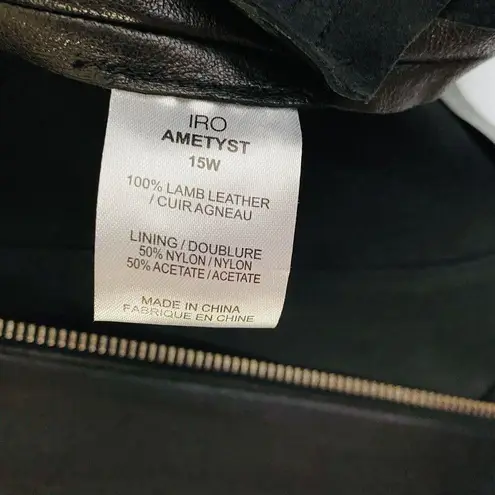 IRO
AMETYST
15W
100% LAMB LEATHER
/ CUIR AGNEAU
LINING / DOUBLURE
50% NYLON / NYLON
50% ACETATE / ACETATE
MADE IN CHINA
FABRIQUE EN CHINE